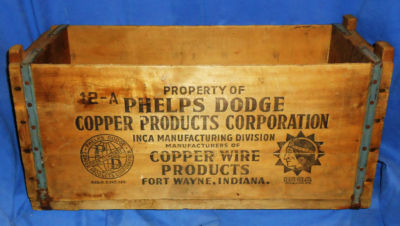 PROPERTY OF
12-A PHELPS DODGE
COPPER PRODUCTS CORPORATION
INCA MANUFACTURING DIVISION
MANUFACTURERS OF
COPPER WIRE
PRODUCTS
FORT WAYNE, INDIANA.